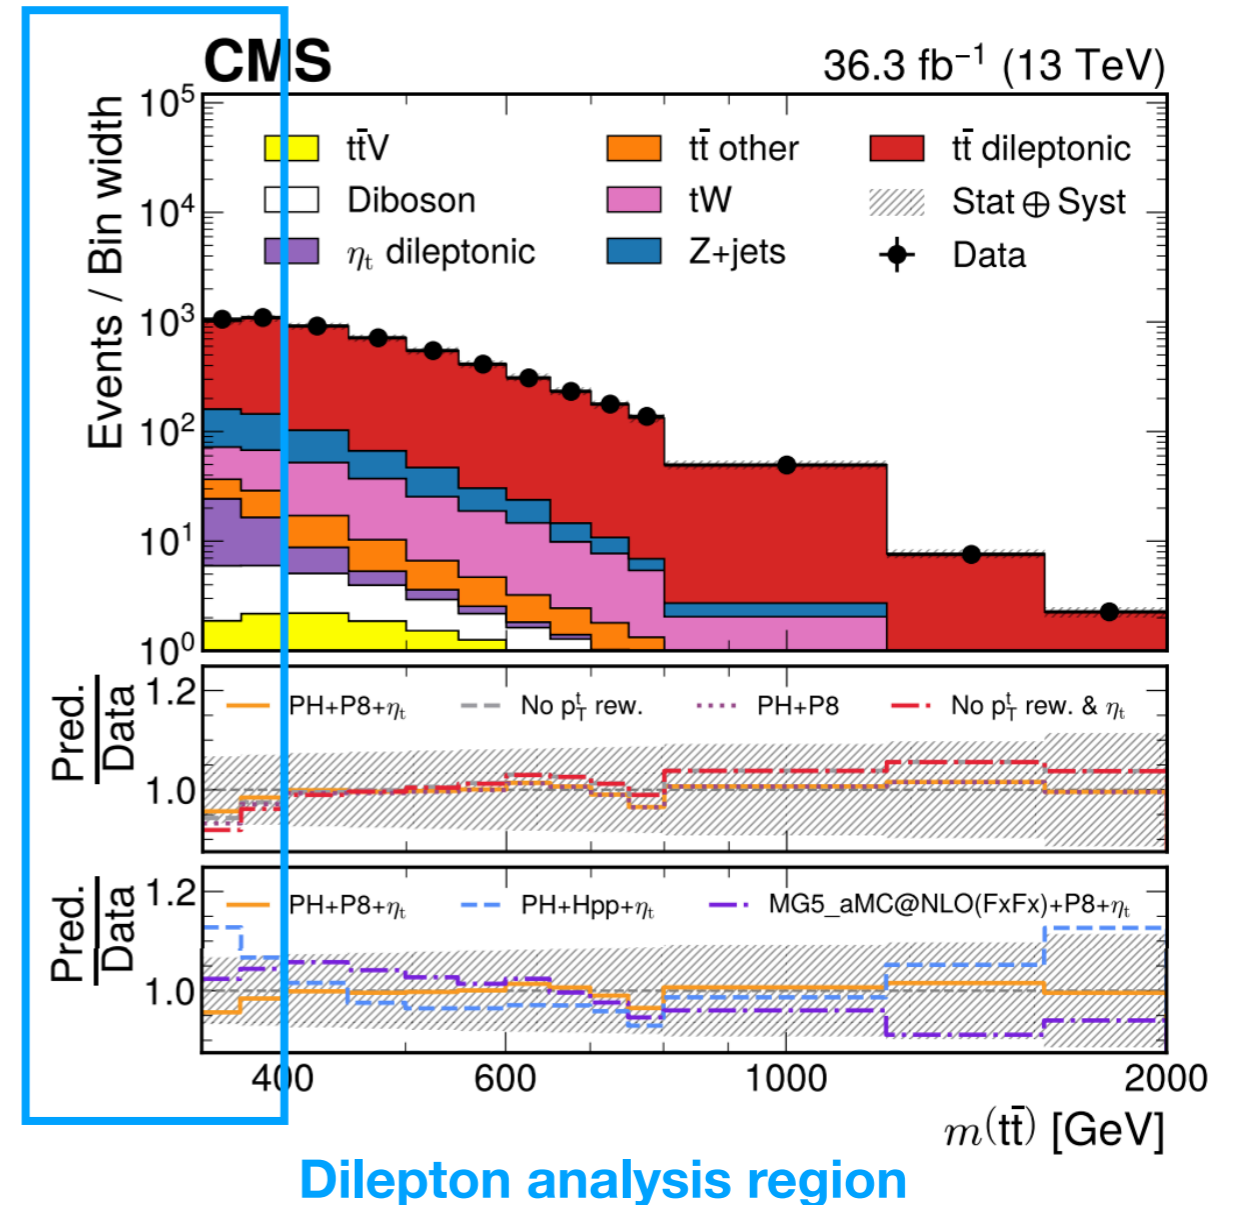 CMS
36.3 fb⁻¹ (13 TeV)
Events / Bin width
10⁵
10⁴
10³
10²
10¹
10⁰
tt̄V
tt̄ other
tt̄ dileptonic
Diboson
tW
Stat ⊕ Syst
ηₜ dileptonic
Z+jets
Data
Pred.
Data
1.2
1.0
PH+P8+ηₜ
No pᵗ_T rew.
PH+P8
No pᵗ_T rew. & ηₜ
Pred.
Data
1.2
1.0
PH+P8+ηₜ
PH+Hpp+ηₜ
MG5_aMC@NLO(FxFx)+P8+ηₜ
400 600 1000 2000
m(tt̄) [GeV]
Dilepton analysis region